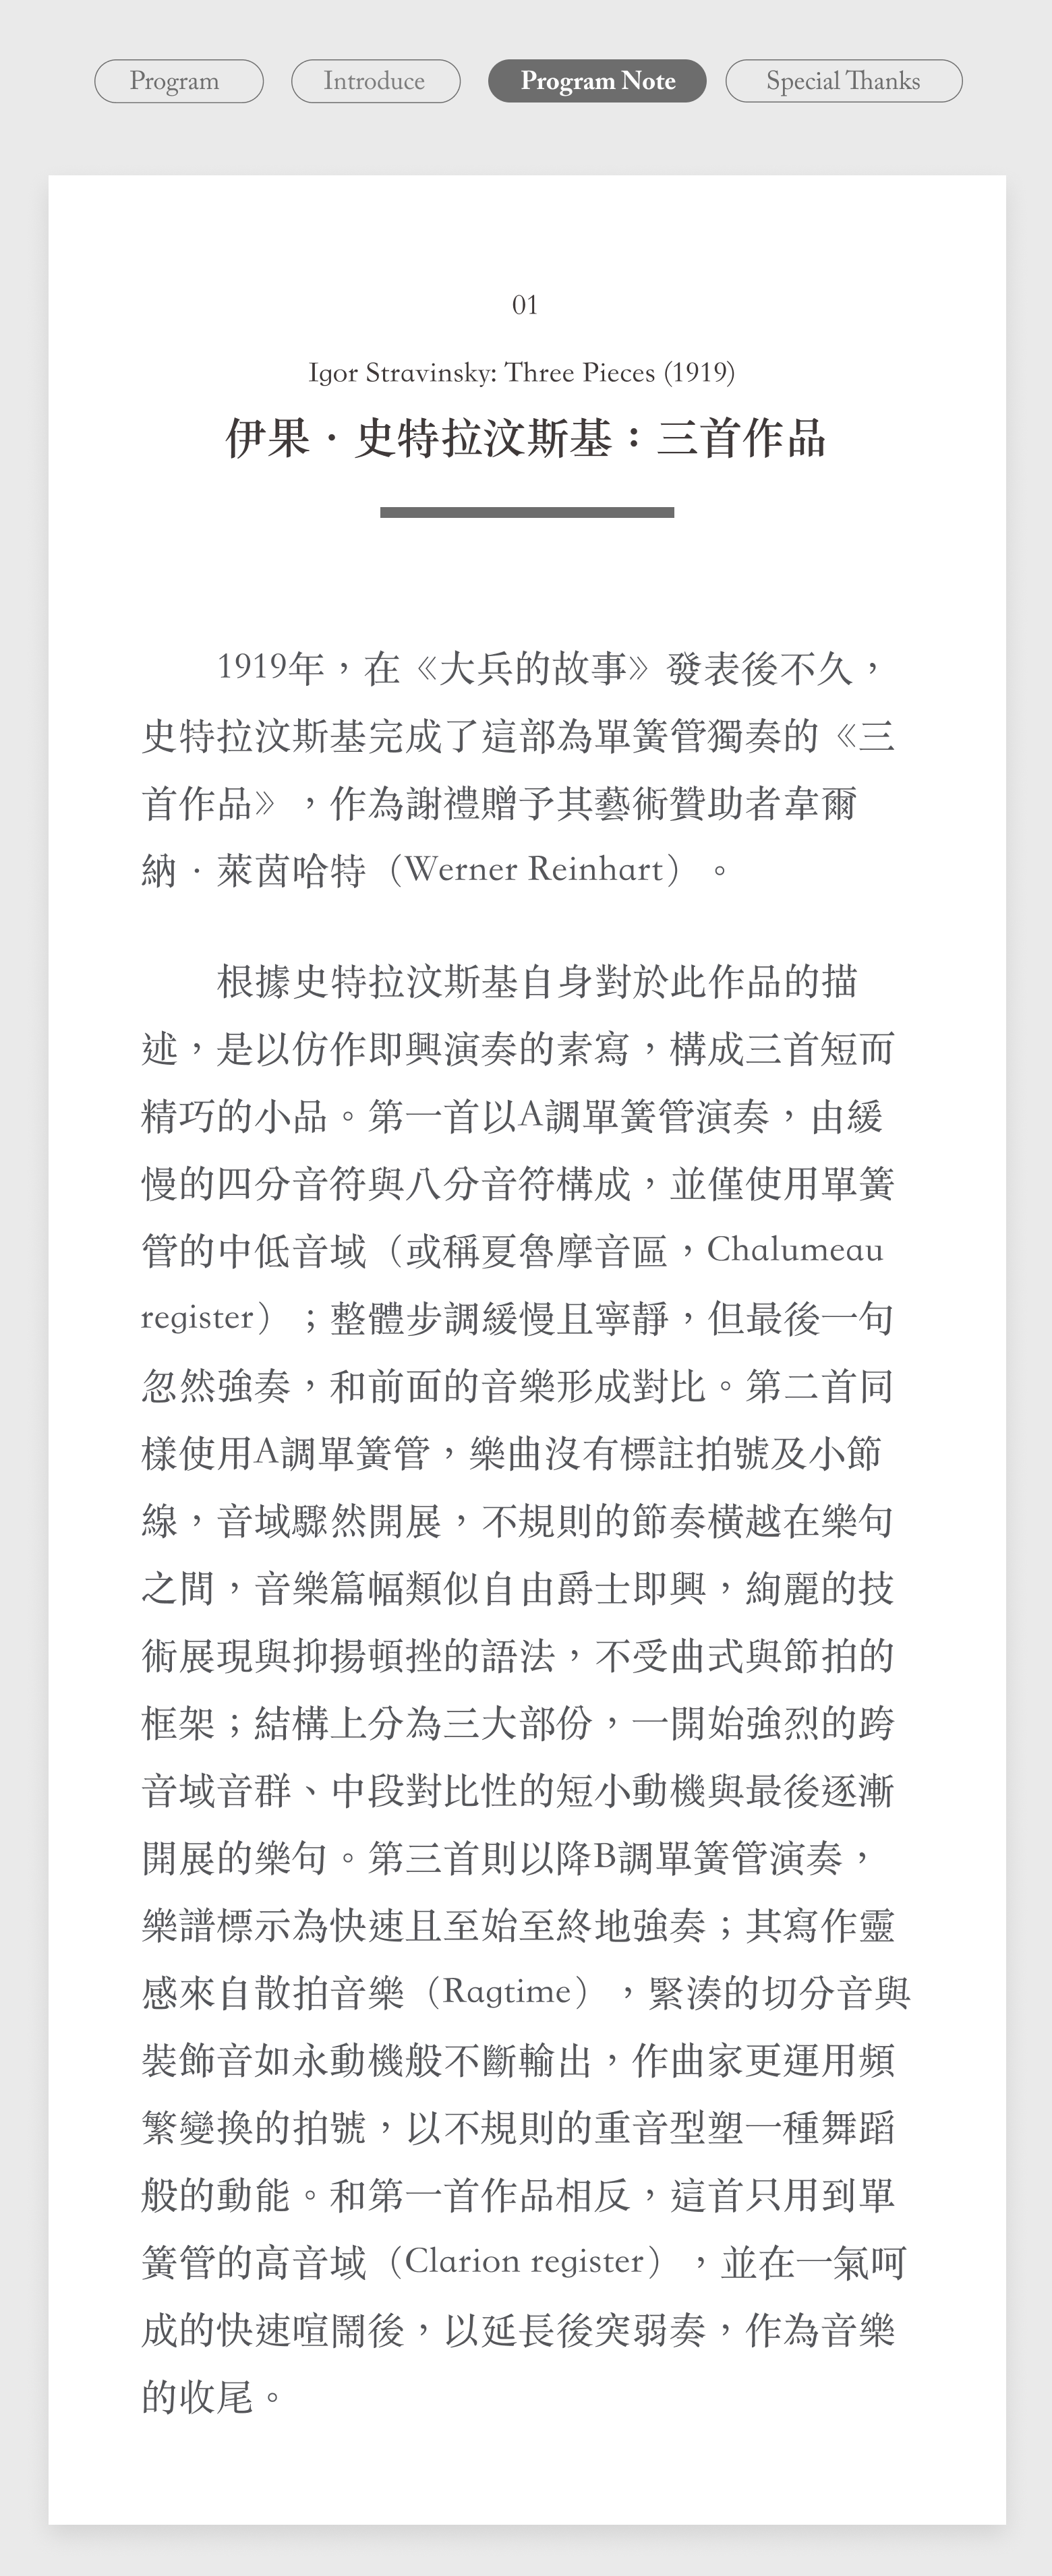 Program
Introduce
Program Note
Special Thanks
01
Igor Stravinsky: Three Pieces (1919)
伊果．史特拉汶斯基：三首作品
1919年，在《大兵的故事》發表後不久，
史特拉汶斯基完成了這部為單簧管獨奏的《三
首作品》，作為謝禮贈予其藝術贊助者韋爾
納．萊茵哈特（Werner Reinhart）。
根據史特拉汶斯基自身對於此作品的描
述，是以仿作即興演奏的素寫，構成三首短而
精巧的小品。第一首以A調單簧管演奏，由緩
慢的四分音符與八分音符構成，並僅使用單簧
管的中低音域（或稱夏魯摩音區，Chalumeau
register）；整體步調緩慢且寧靜，但最後一句
忽然強奏，和前面的音樂形成對比。第二首同
樣使用A調單簧管，樂曲沒有標註拍號及小節
線，音域驟然開展，不規則的節奏橫越在樂句
之間，音樂篇幅類似自由爵士即興，絢麗的技
術展現與抑揚頓挫的語法，不受曲式與節拍的
框架；結構上分為三大部份，一開始強烈的跨
音域音群、中段對比性的短小動機與最後逐漸
開展的樂句。第三首則以降B調單簧管演奏，
樂譜標示為快速且至始至終地強奏；其寫作靈
感來自散拍音樂（Ragtime），緊湊的切分音與
裝飾音如永動機般不斷輸出，作曲家更運用頻
繁變換的拍號，以不規則的重音型塑一種舞蹈
般的動能。和第一首作品相反，這首只用到單
簧管的高音域（Clarion register），並在一氣呵
成的快速喧鬧後，以延長後突弱奏，作為音樂
的收尾。